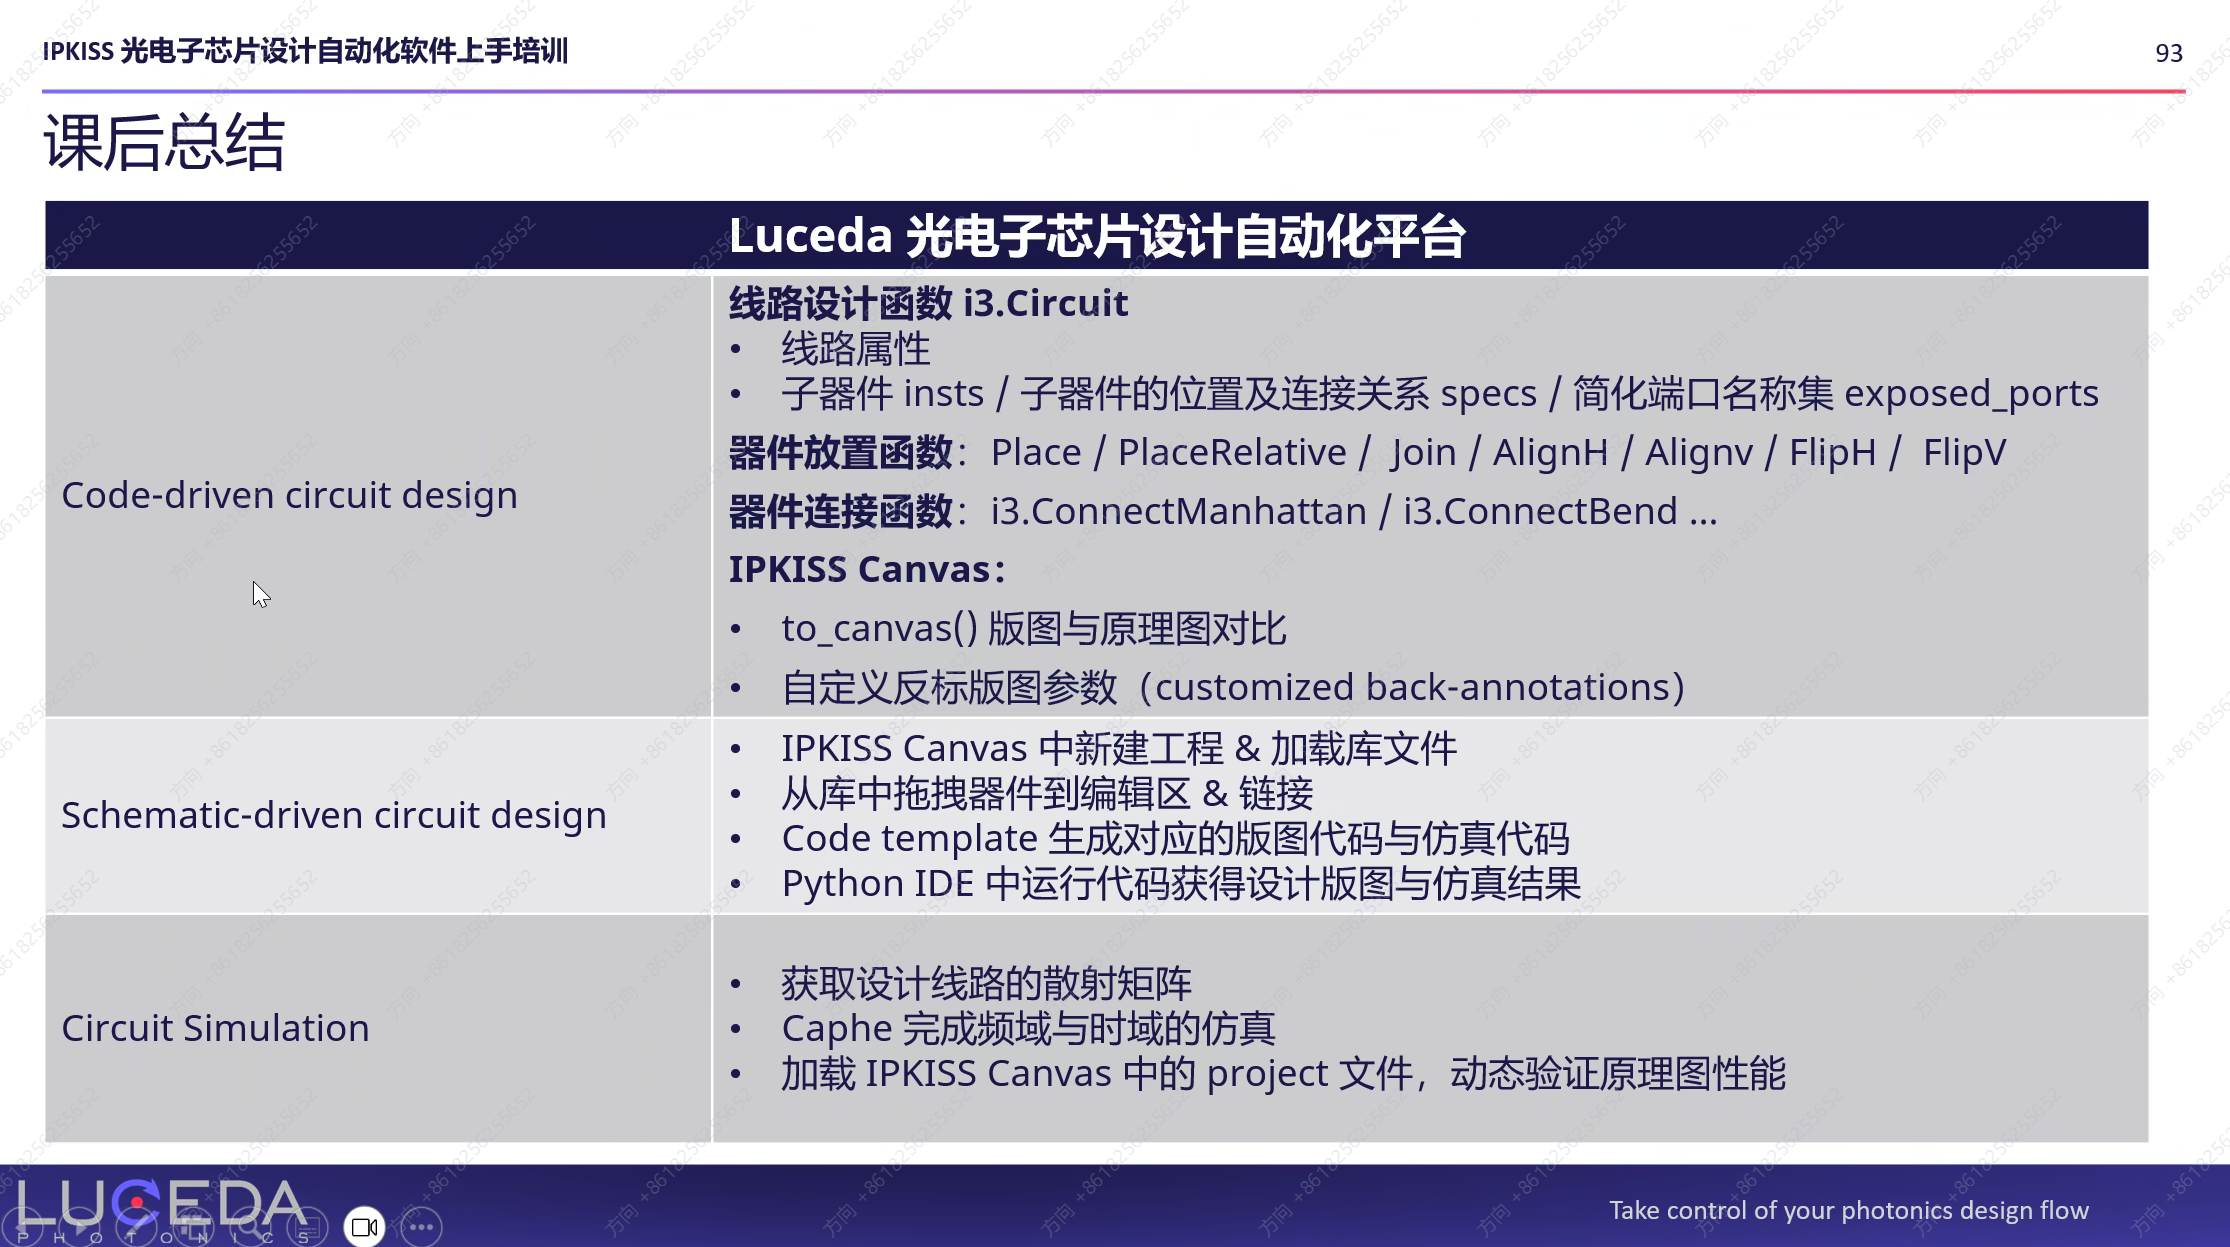 IPKISS 光电子芯片设计自动化软件上手培训
93
课后总结
Luceda 光电子芯片设计自动化平台
Code-driven circuit design
线路设计函数 i3.Circuit
• 线路属性
• 子器件 insts / 子器件的位置及连接关系 specs / 简化端口名称集 exposed_ports
器件放置函数：Place / PlaceRelative / Join / AlignH / Alignv / FlipH / FlipV
器件连接函数：i3.ConnectManhattan / i3.ConnectBend ...
IPKISS Canvas：
• to_canvas() 版图与原理图对比
• 自定义反标版图参数（customized back-annotations）
Schematic-driven circuit design
• IPKISS Canvas 中新建工程 & 加载库文件
• 从库中拖拽器件到编辑区 & 链接
• Code template 生成对应的版图代码与仿真代码
• Python IDE 中运行代码获得设计版图与仿真结果
Circuit Simulation
• 获取设计线路的散射矩阵
• Caphe 完成频域与时域的仿真
• 加载 IPKISS Canvas 中的 project 文件，动态验证原理图性能
LUCEDA
PHOTONICS
Take control of your photonics design flow
方向 +8618256255652